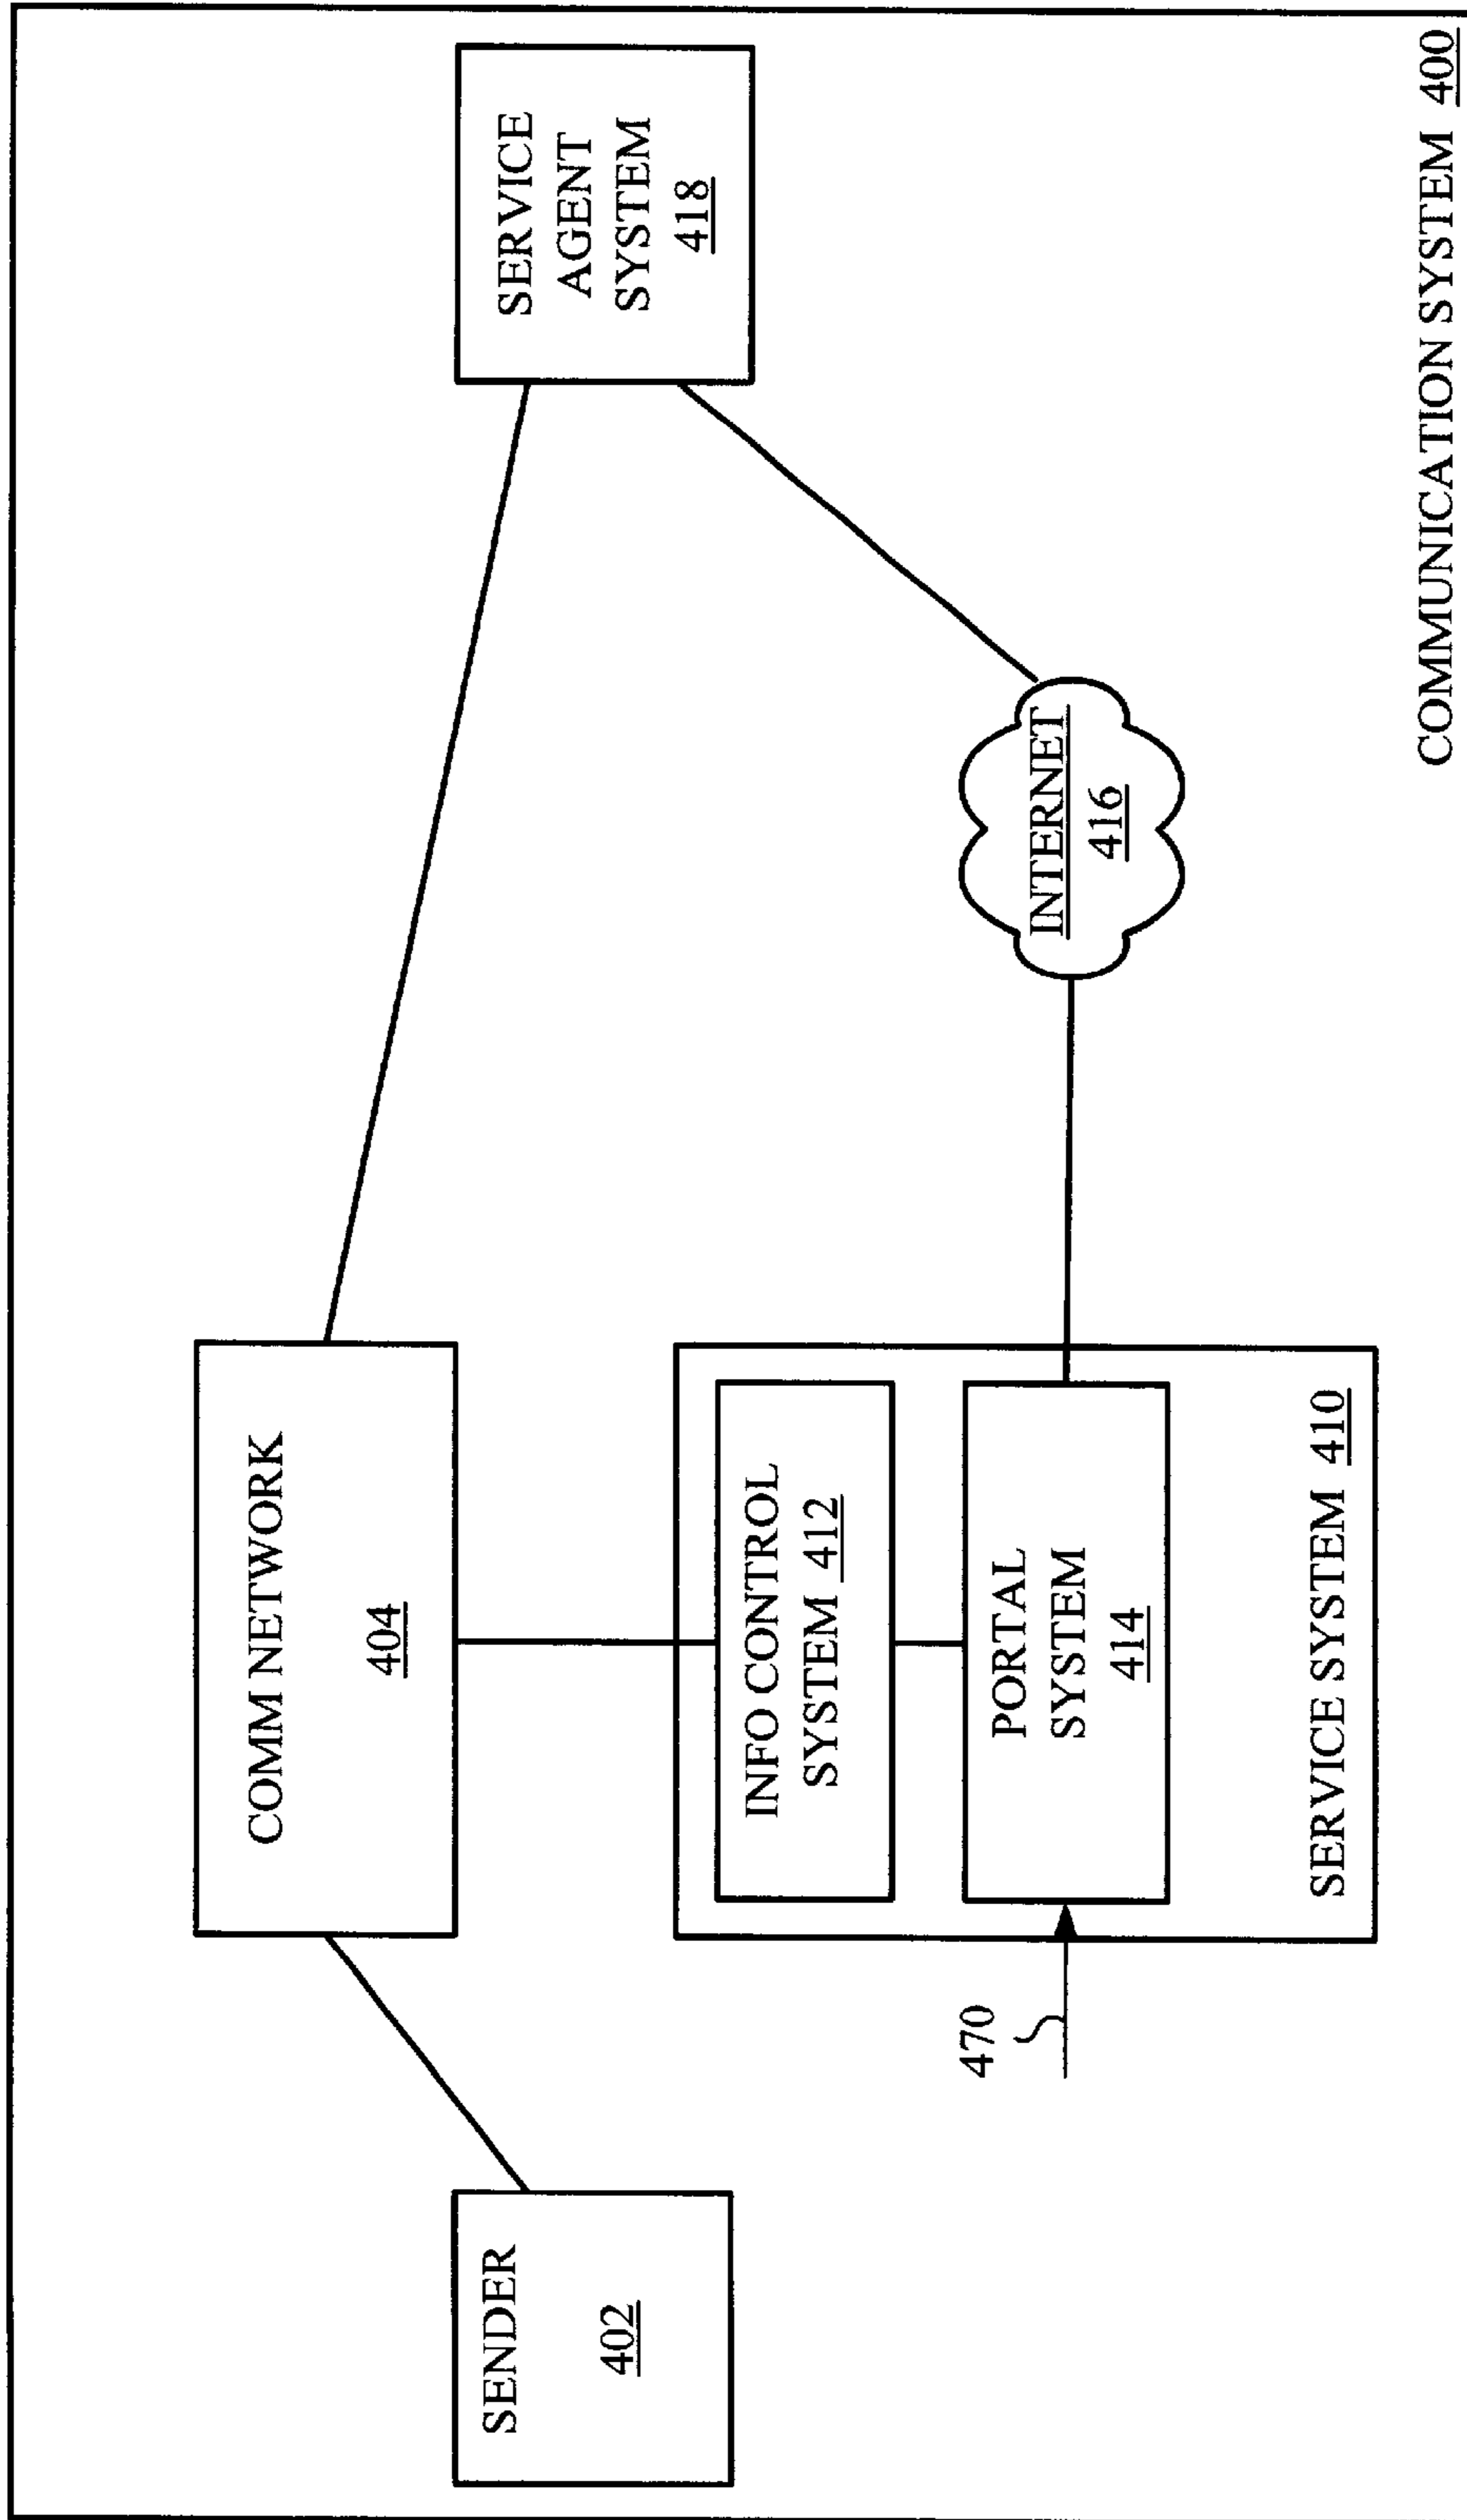 COMM NETWORK
404
SENDER
402
SERVICE
AGENT
SYSTEM
418
INFO CONTROL
SYSTEM 412
PORTAL
SYSTEM
414
470
INTERNET
416
SERVICE SYSTEM 410
COMMUNICATION SYSTEM 400